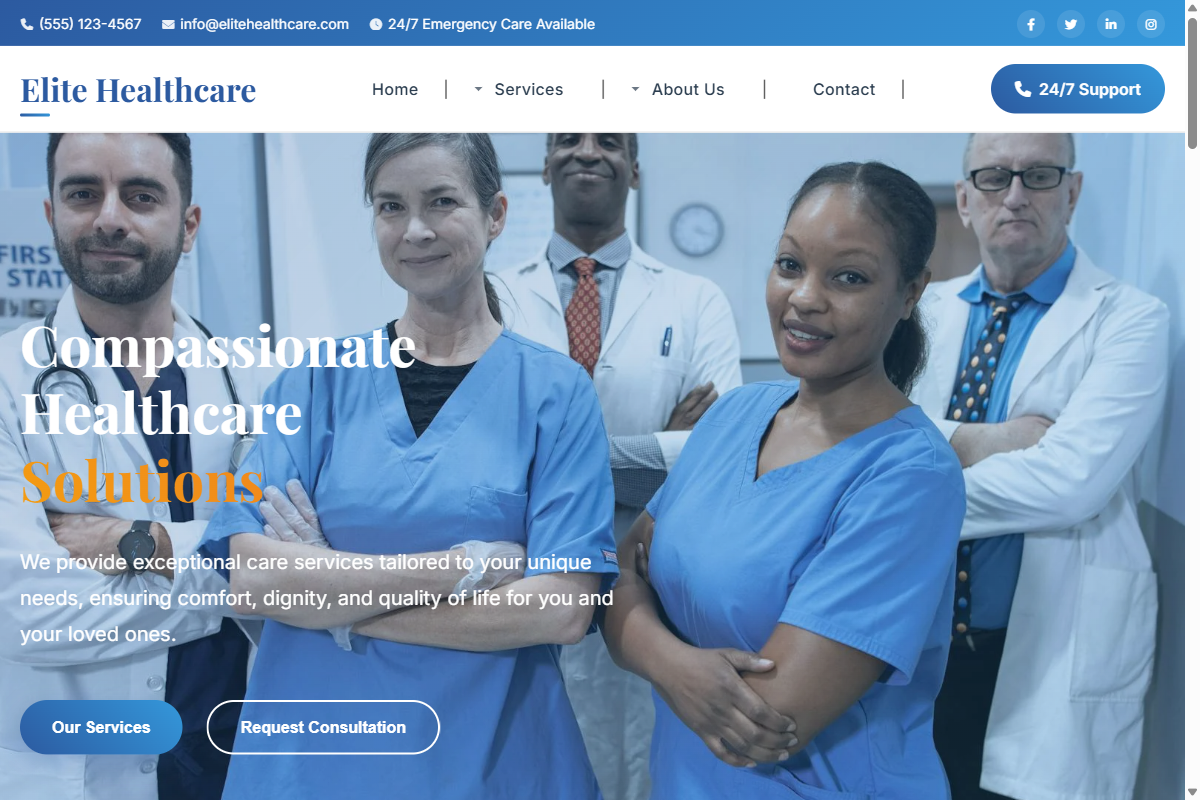 (555) 123-4567 info@elitehealthcare.com 24/7 Emergency Care Available
Elite Healthcare
Home | Services | About Us | Contact |
24/7 Support
FIRST
STAT
Compassionate
Healthcare
Solutions
We provide exceptional care services tailored to your unique
needs, ensuring comfort, dignity, and quality of life for you and
your loved ones.
Our Services
Request Consultation